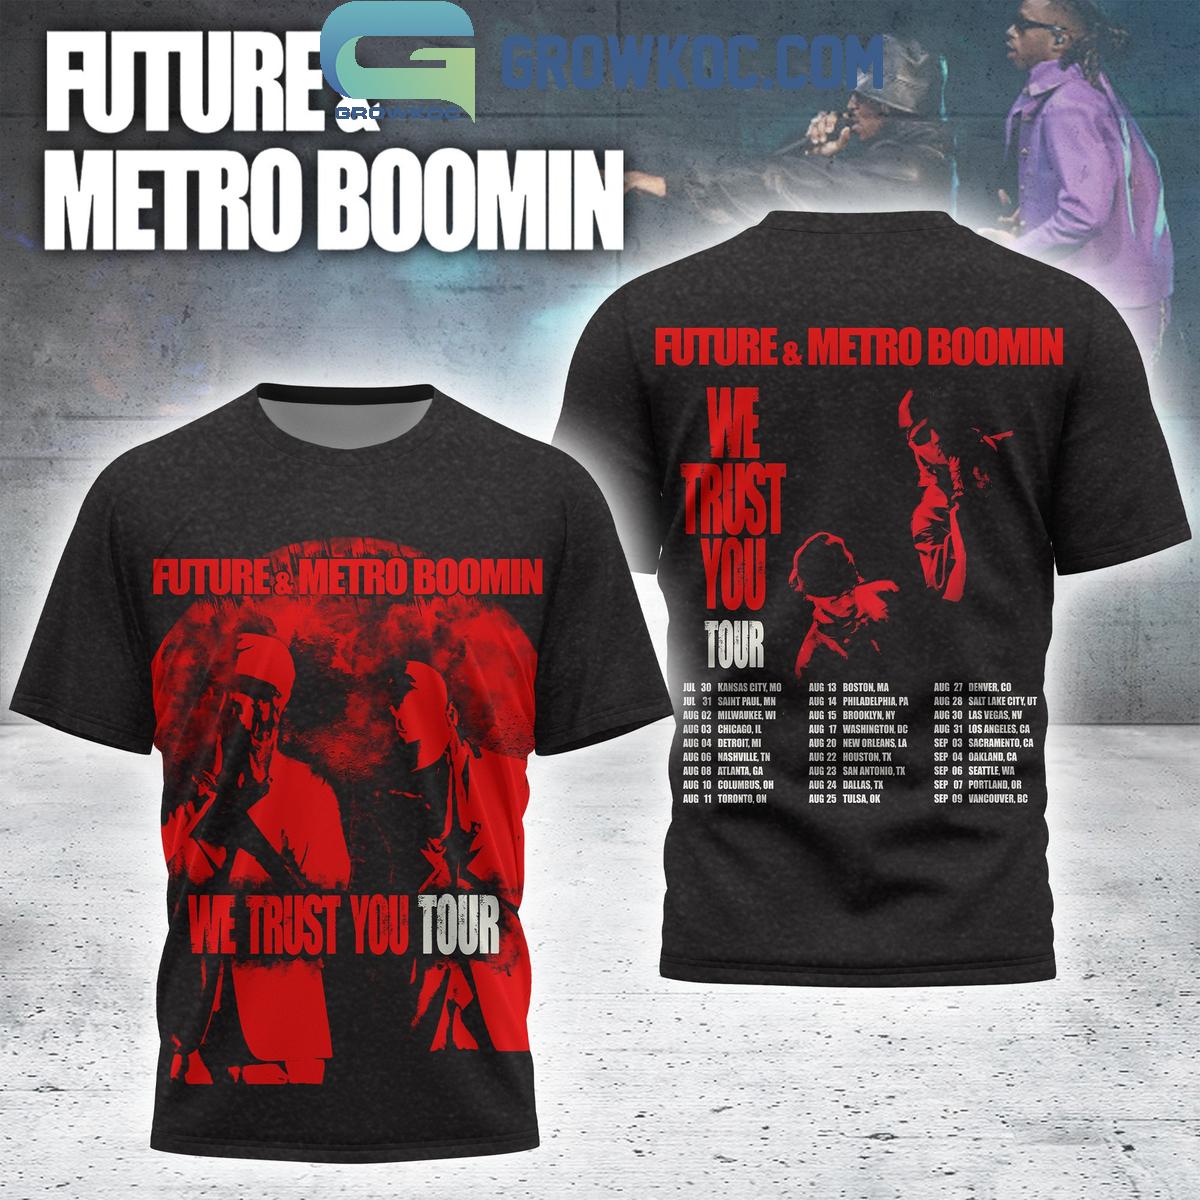 FUTURE &
METRO BOOMIN
GROWKOC
GROWKOC.COM
FUTURE & METRO BOOMIN
WE TRUST YOU TOUR
FUTURE & METRO BOOMIN
WE
TRUST
YOU
TOUR
JUL 30 KANSAS CITY, MO
JUL 31 SAINT PAUL, MN
AUG 02 MILWAUKEE, WI
AUG 03 CHICAGO, IL
AUG 04 DETROIT, MI
AUG 06 NASHVILLE, TN
AUG 08 ATLANTA, GA
AUG 10 COLUMBUS, OH
AUG 11 TORONTO, ON
AUG 13 BOSTON, MA
AUG 14 PHILADELPHIA, PA
AUG 15 BROOKLYN, NY
AUG 17 WASHINGTON, DC
AUG 20 NEW ORLEANS, LA
AUG 22 HOUSTON, TX
AUG 23 SAN ANTONIO, TX
AUG 24 DALLAS, TX
AUG 25 TULSA, OK
AUG 27 DENVER, CO
AUG 28 SALT LAKE CITY, UT
AUG 30 LAS VEGAS, NV
AUG 31 LOS ANGELES, CA
SEP 03 SACRAMENTO, CA
SEP 04 OAKLAND, CA
SEP 06 SEATTLE, WA
SEP 07 PORTLAND, OR
SEP 09 VANCOUVER, BC